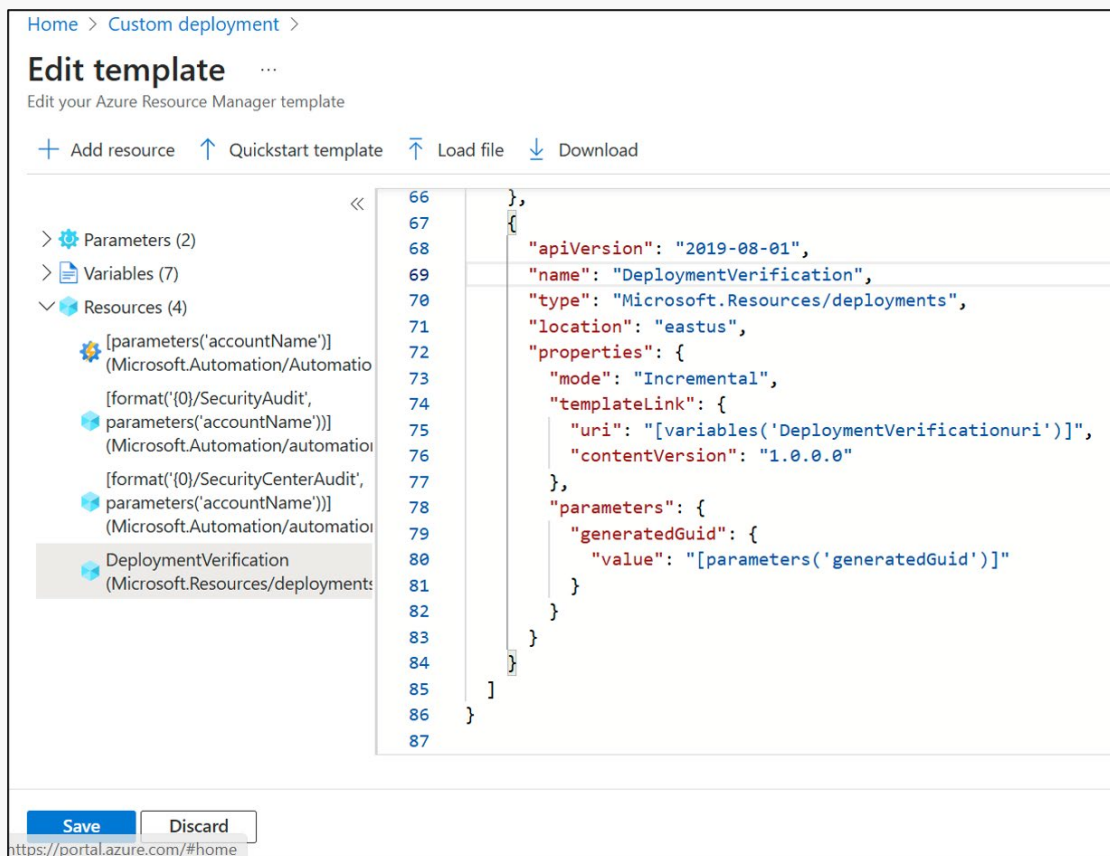 Home > Custom deployment >
Edit template ...
Edit your Azure Resource Manager template
+ Add resource ↑ Quickstart template Load file Download
«
> Parameters (2)
> Variables (7)
Resources (4)
[parameters('accountName')]
(Microsoft.Automation/Automatio
[format('{0}/SecurityAudit',
parameters('accountName'))]
(Microsoft.Automation/automation
[format('{0}/SecurityCenterAudit',
parameters('accountName'))]
(Microsoft.Automation/automation
DeploymentVerification
(Microsoft.Resources/deployments
66 },
67 {
68 "apiVersion": "2019-08-01",
69 "name": "DeploymentVerification",
70 "type": "Microsoft.Resources/deployments",
71 "location": "eastus",
72 "properties": {
73 "mode": "Incremental",
74 "templateLink": {
75 "uri": "[variables('DeploymentVerificationuri')]",
76 "contentVersion": "1.0.0.0"
77 },
78 "parameters": {
79 "generatedGuid": {
80 "value": "[parameters('generatedGuid')]"
81 }
82 }
83 }
84 }
85 ]
86 }
87
Save Discard
https://portal.azure.com/#home